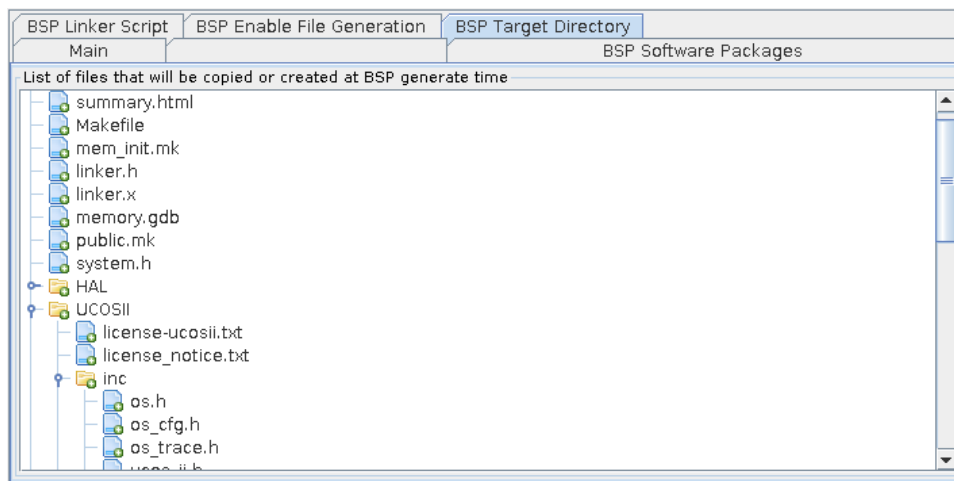 BSP Linker Script BSP Enable File Generation BSP Target Directory
Main BSP Software Packages
List of files that will be copied or created at BSP generate time
summary.html
Makefile
mem_init.mk
linker.h
linker.x
memory.gdb
public.mk
system.h
HAL
UCOSII
license-ucosii.txt
license_notice.txt
inc
os.h
os_cfg.h
os_trace.h